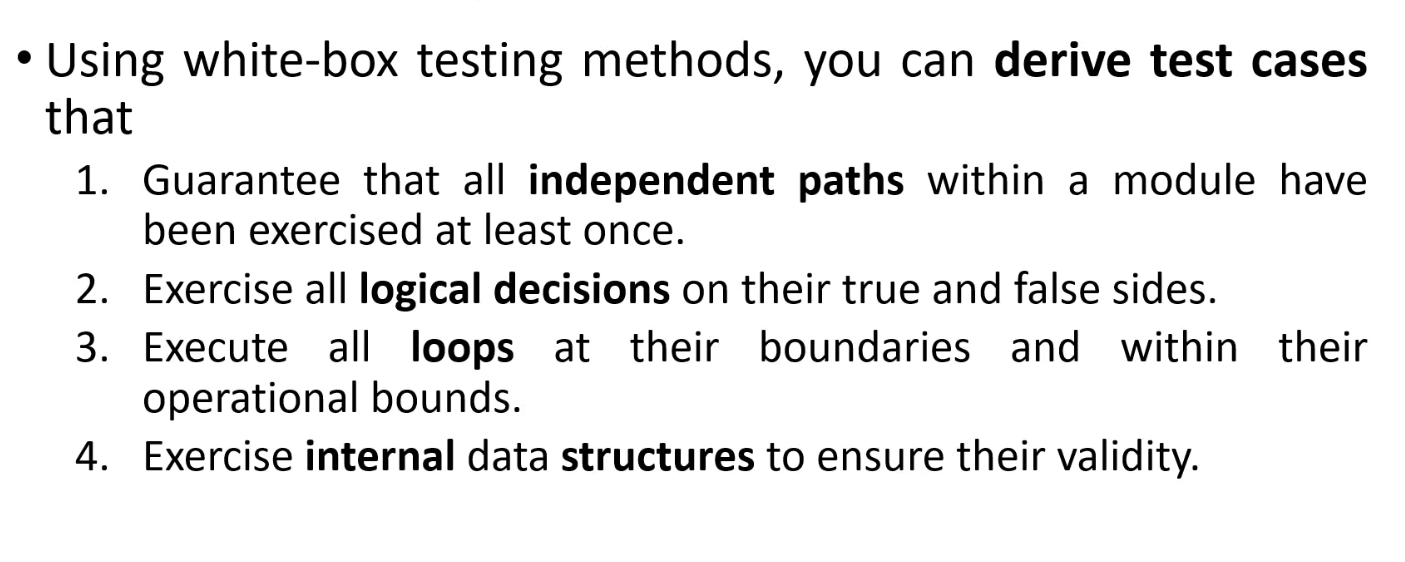 • Using white-box testing methods, you can derive test cases
that
1. Guarantee that all independent paths within a module have
been exercised at least once.
2. Exercise all logical decisions on their true and false sides.
3. Execute all loops at their boundaries and within their
operational bounds.
4. Exercise internal data structures to ensure their validity.